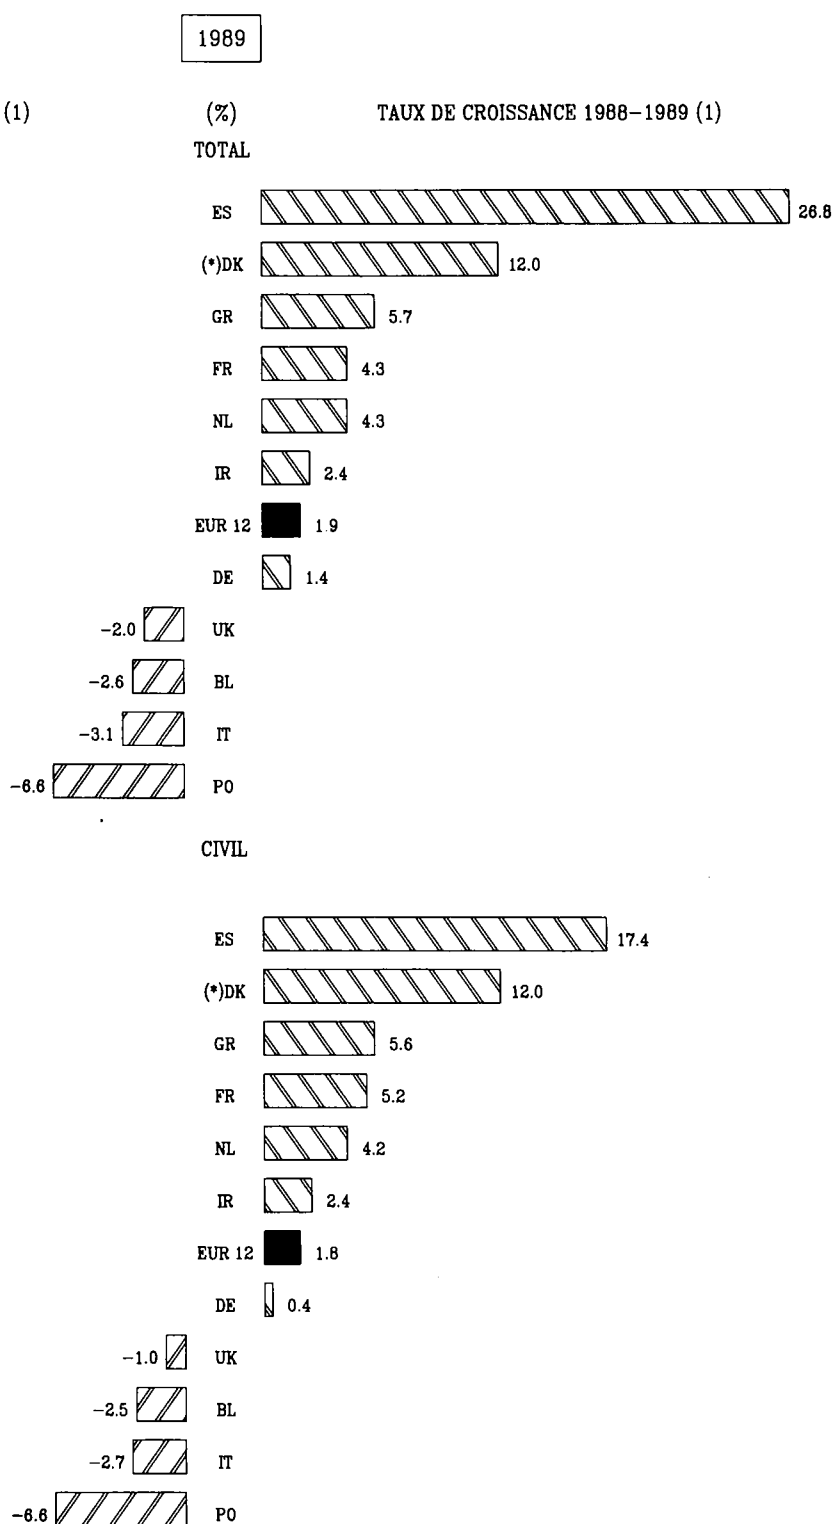 1989
(1) (%) TAUX DE CROISSANCE 1988-1989 (1)
TOTAL
ES 26.8
(*)DK 12.0
GR 5.7
FR 4.3
NL 4.3
IR 2.4
EUR 12 1.9
DE 1.4
-2.0 UK
-2.6 BL
-3.1 IT
-6.6 PO
CIVIL
ES 17.4
(*)DK 12.0
GR 5.6
FR 5.2
NL 4.2
IR 2.4
EUR 12 1.8
DE 0.4
-1.0 UK
-2.5 BL
-2.7 IT
-6.6 PO